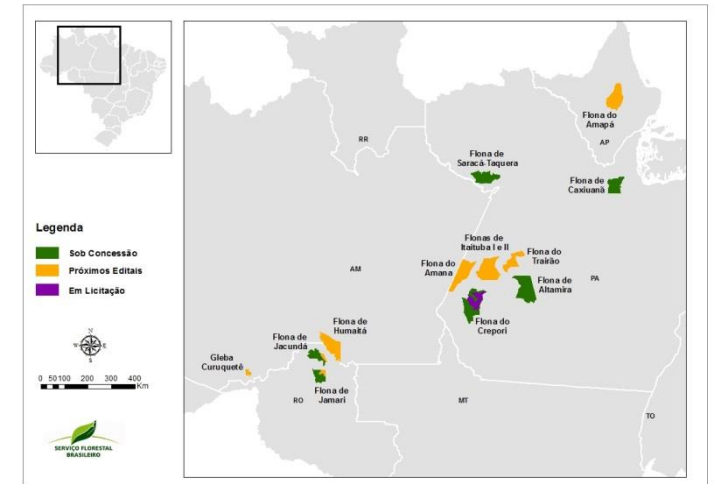 Legenda
Sob Concessão
Próximos Editais
Em Licitação
N
W
E
S
0 50 100 200 300 400
Km
SERVIÇO FLORESTAL
BRASILEIRO
RR
AP
AM
PA
RO
MT
TO
Flona do
Amapá
Flona de
Saracá-Taquera
Flona de
Caxiuanã
Flonas de
Itaituba I e II
Flona do
Trairão
Flona do
Amana
Flona de
Altamira
Flona do
Crepori
Flona de
Humaitá
Flona de
Jacundá
Gleba
Curuquetê
Flona de
Jamari